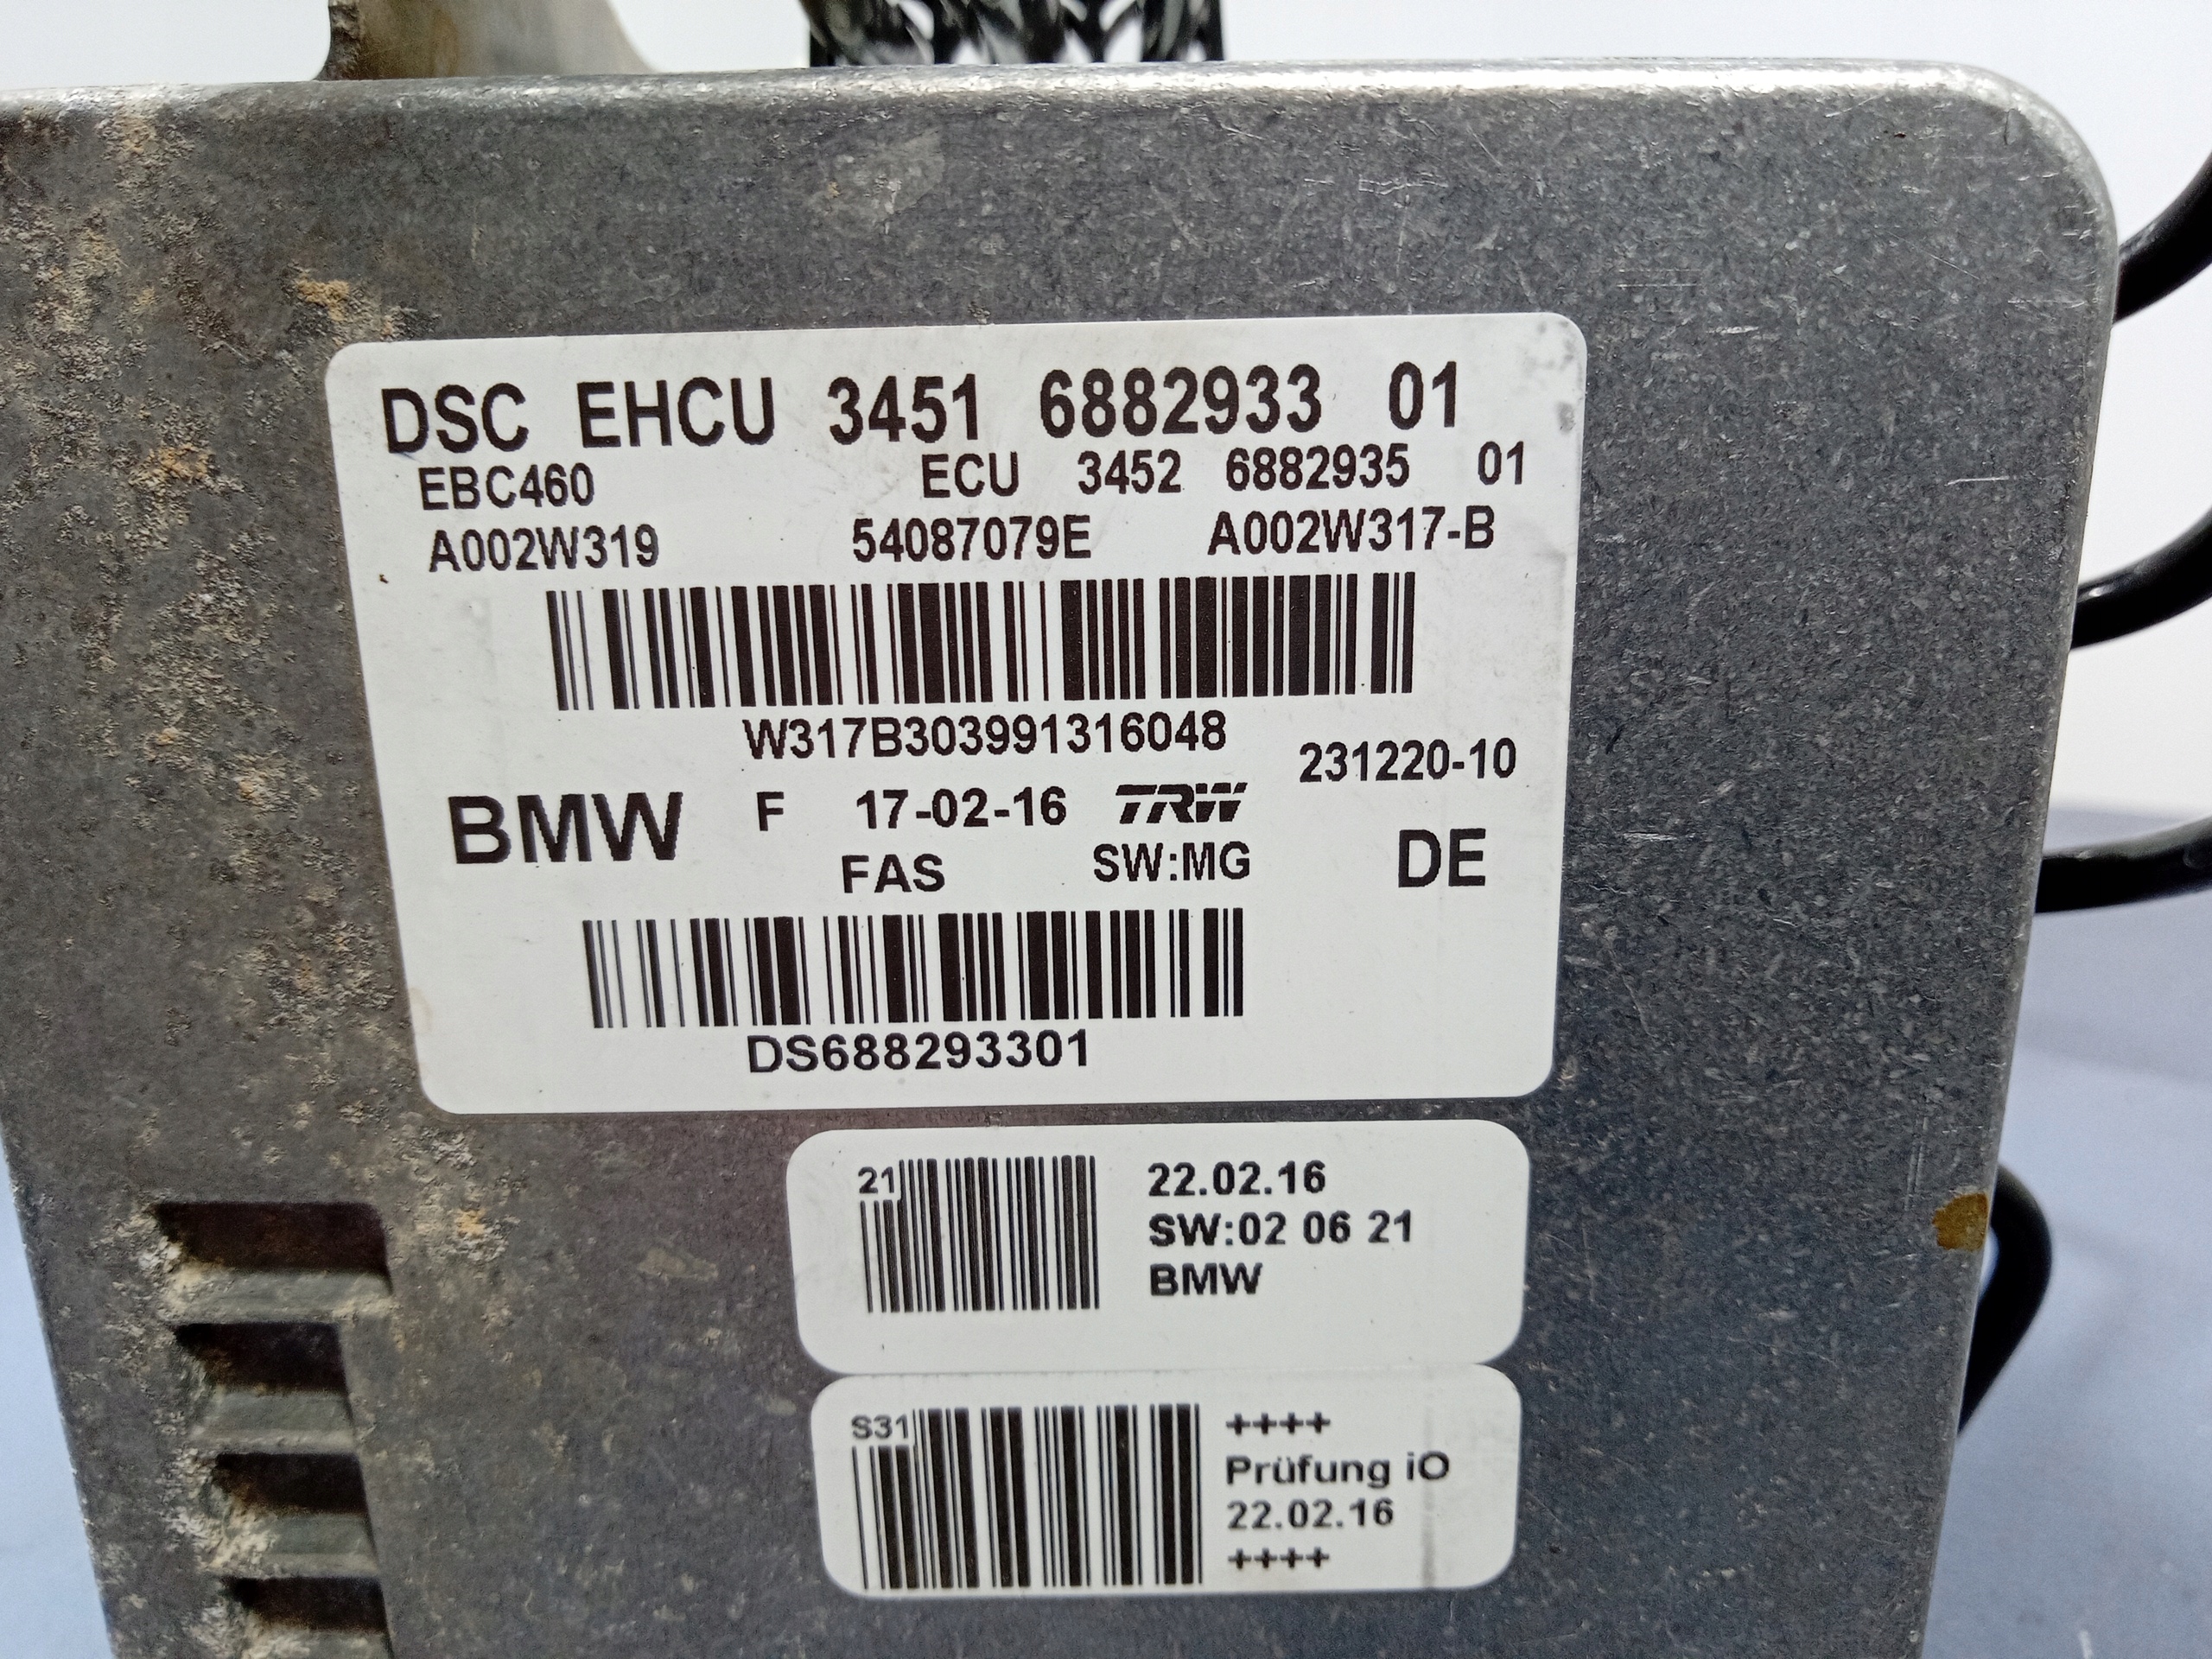 DSC EHCU 3451 6882933 01
EBC460 ECU 3452 6882935 01
A002W319 54087079E A002W317-B
W317B303991316048
231220-10
BMW F 17-02-16 TRW
FAS SW:MG DE
DS688293301
21 22.02.16
SW:02 06 21
BMW
S31 ++++
Prüfung iO
22.02.16
++++